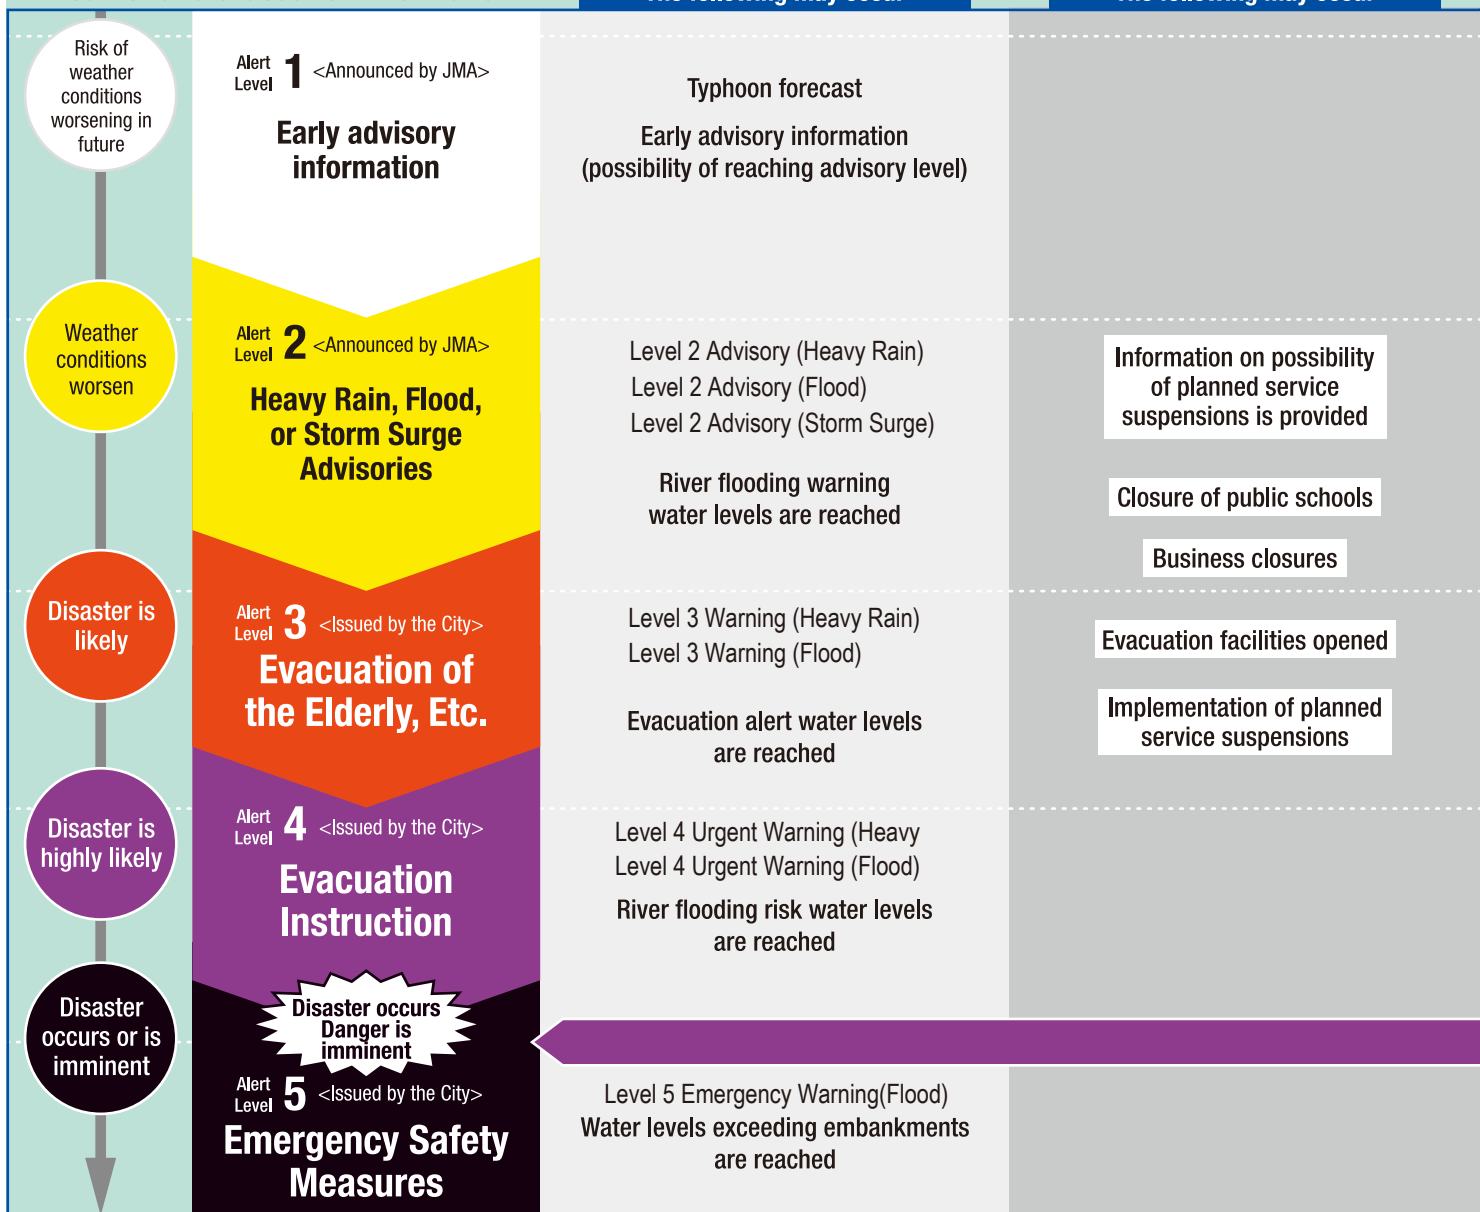 The following may occur
The following may occur
Risk of
weather
conditions
worsening in
future
Alert
Level 1 <Announced by JMA>
Early advisory
information
Typhoon forecast
Early advisory information
(possibility of reaching advisory level)
Weather
conditions
worsen
Alert
Level 2 <Announced by JMA>
Heavy Rain, Flood,
or Storm Surge
Advisories
Level 2 Advisory (Heavy Rain)
Level 2 Advisory (Flood)
Level 2 Advisory (Storm Surge)
River flooding warning
water levels are reached
Information on possibility
of planned service
suspensions is provided
Closure of public schools
Business closures
Disaster is
likely
Alert
Level 3 <Issued by the City>
Evacuation of
the Elderly, Etc.
Level 3 Warning (Heavy Rain)
Level 3 Warning (Flood)
Evacuation alert water levels
are reached
Evacuation facilities opened
Implementation of planned
service suspensions
Disaster is
highly likely
Alert
Level 4 <Issued by the City>
Evacuation
Instruction
Level 4 Urgent Warning (Heavy
Level 4 Urgent Warning (Flood)
River flooding risk water levels
are reached
Disaster
occurs or is
imminent
Disaster occurs
Danger is
imminent
Alert
Level 5 <Issued by the City>
Emergency Safety
Measures
Level 5 Emergency Warning(Flood)
Water levels exceeding embankments
are reached